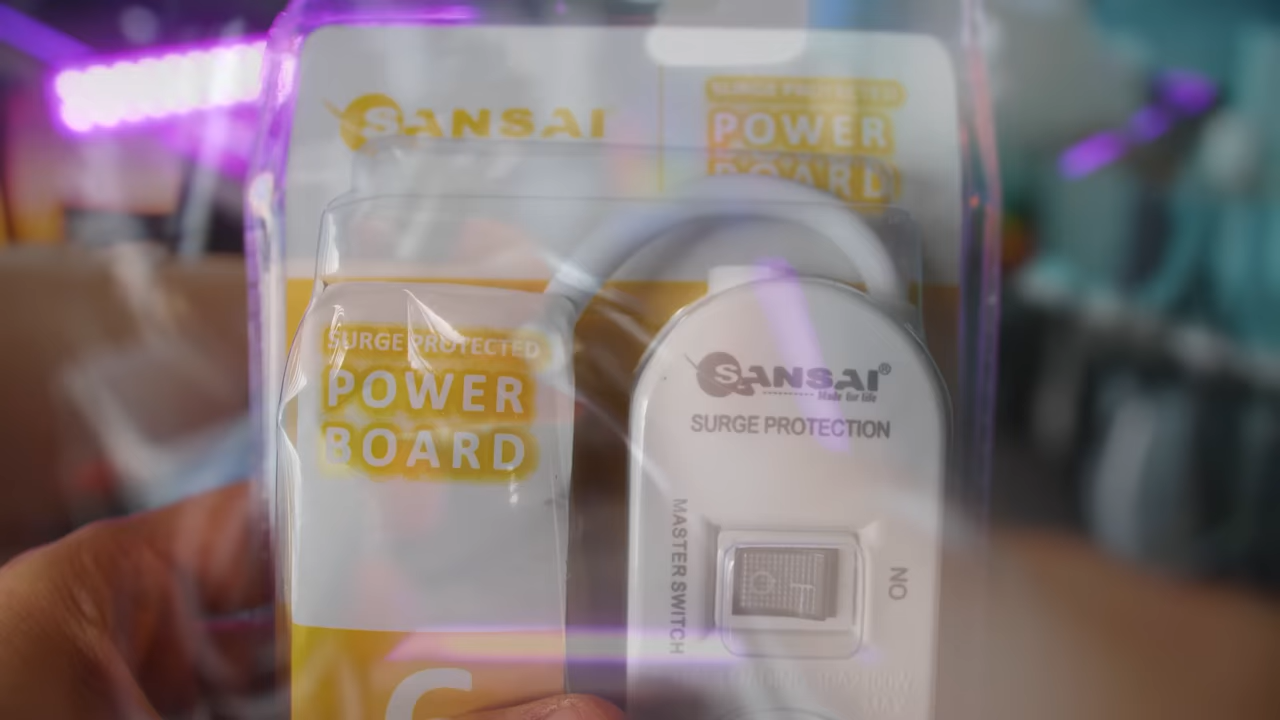 SANSAI
SURGE PROTECTED
POWER
BOARD
SURGE PROTECTED
POWER
BOARD
SANSAI®
Made for life
SURGE PROTECTION
MASTER SWITCH
ON